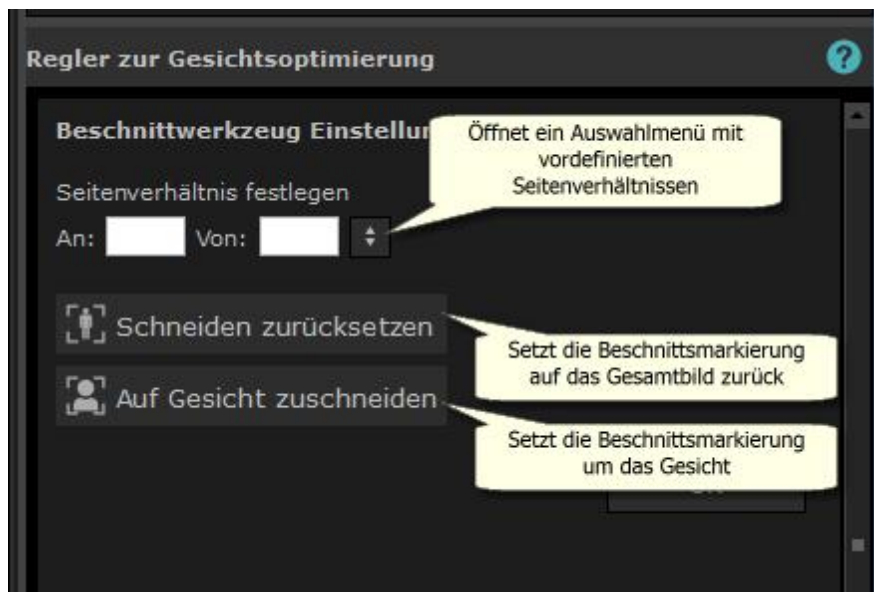 Regler zur Gesichtsoptimierung
?
Beschnittwerkzeug
Öffnet ein Auswahlmenü mit
vordefinierten
Seitenverhältnissen
Seitenverhältnis festlegen
An: Von:
Schneiden zurücksetzen
Setzt die Beschnittsmarkierung
auf das Gesamtbild zurück
Auf Gesicht zuschneiden
Setzt die Beschnittsmarkierung
um das Gesicht